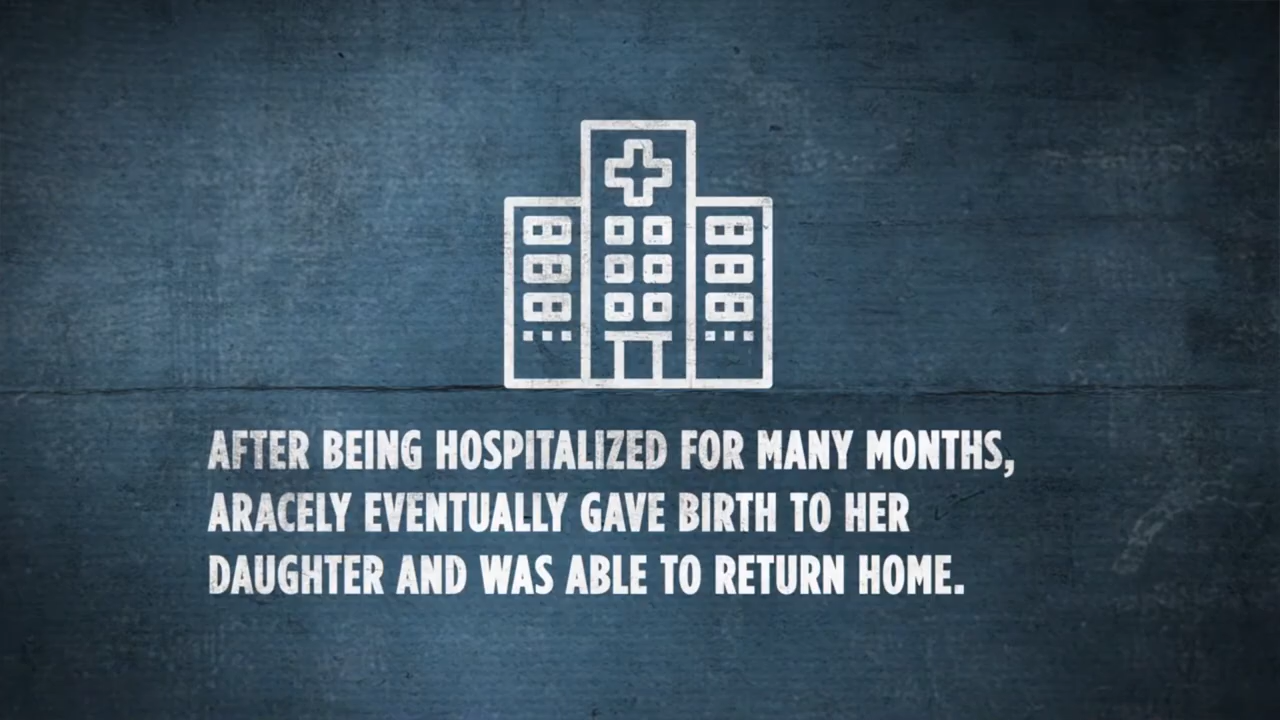 AFTER BEING HOSPITALIZED FOR MANY MONTHS,
ARACELY EVENTUALLY GAVE BIRTH TO HER
DAUGHTER AND WAS ABLE TO RETURN HOME.